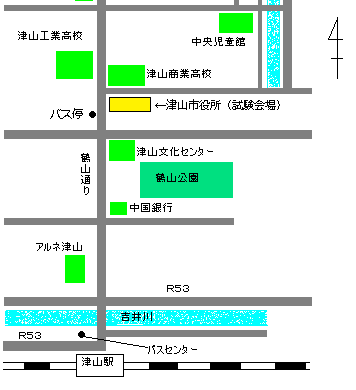 津山工業高校
中央児童館
津山商業高校
←津山市役所（試験会場）
バス停
津山文化センター
鶴山通り
鶴山公園
中国銀行
アルネ津山
R53
吉井川
R53
バスセンター
津山駅